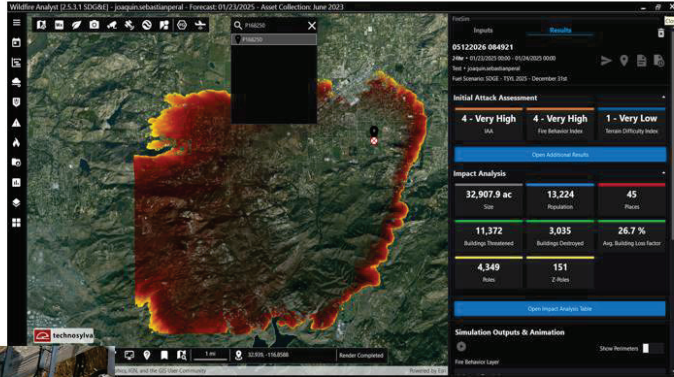 Wildfire Analyst [2.5.3.1 SDG&E] - joaquin.sebastianperal - Forecast: 01/23/2025 - Asset Collection: June 2023
P168250
P168250
FireSim
Inputs
Results
05122026 084921
24hr • 01/23/2025 00:00 - 01/24/2025 00:00
Test • joaquin.sebastianperal
Fuel Scenario: SDGE - TSYL 2025 - December 31st
Initial Attack Assessment
4 - Very High
4 - Very High
1 - Very Low
IAA
Fire Behavior Index
Terrain Difficulty Index
Open Additional Results
Impact Analysis
32,907.9 ac
13,224
45
Size
Population
Places
11,372
3,035
26.7 %
Buildings Threatened
Buildings Destroyed
Avg. Building Loss Factor
4,349
151
Poles
Z-Poles
Open Impact Analysis Table
Simulation Outputs & Animation
Show Perimeters
Fire Behavior Layer
technosylva
1 mi
32.939, -116.8588
Render Completed
and the GIS User Community
Powered by Esri